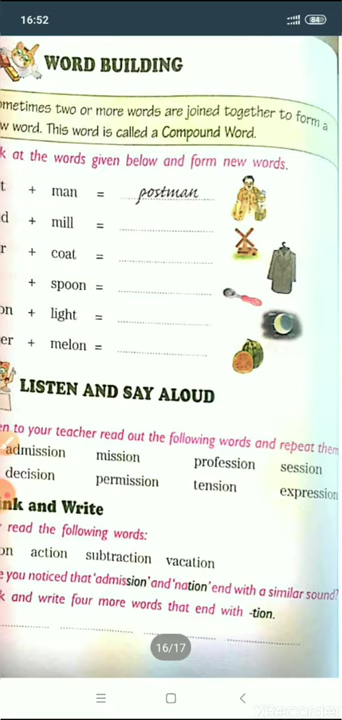 16:52
84
WORD BUILDING
ometimes two or more words are joined together to form a
w word. This word is called a Compound Word.
k at the words given below and form new words.
t + man = postman
d + mill =
r + coat =
+ spoon =
on + light =
er + melon =
LISTEN AND SAY ALOUD
en to your teacher read out the following words and repeat them
admission mission profession session
decision permission tension expression
ink and Write
read the following words:
on action subtraction vacation
e you noticed that 'admission' and 'nation' end with a similar sound?
k and write four more words that end with -tion.
16/17
Recorder